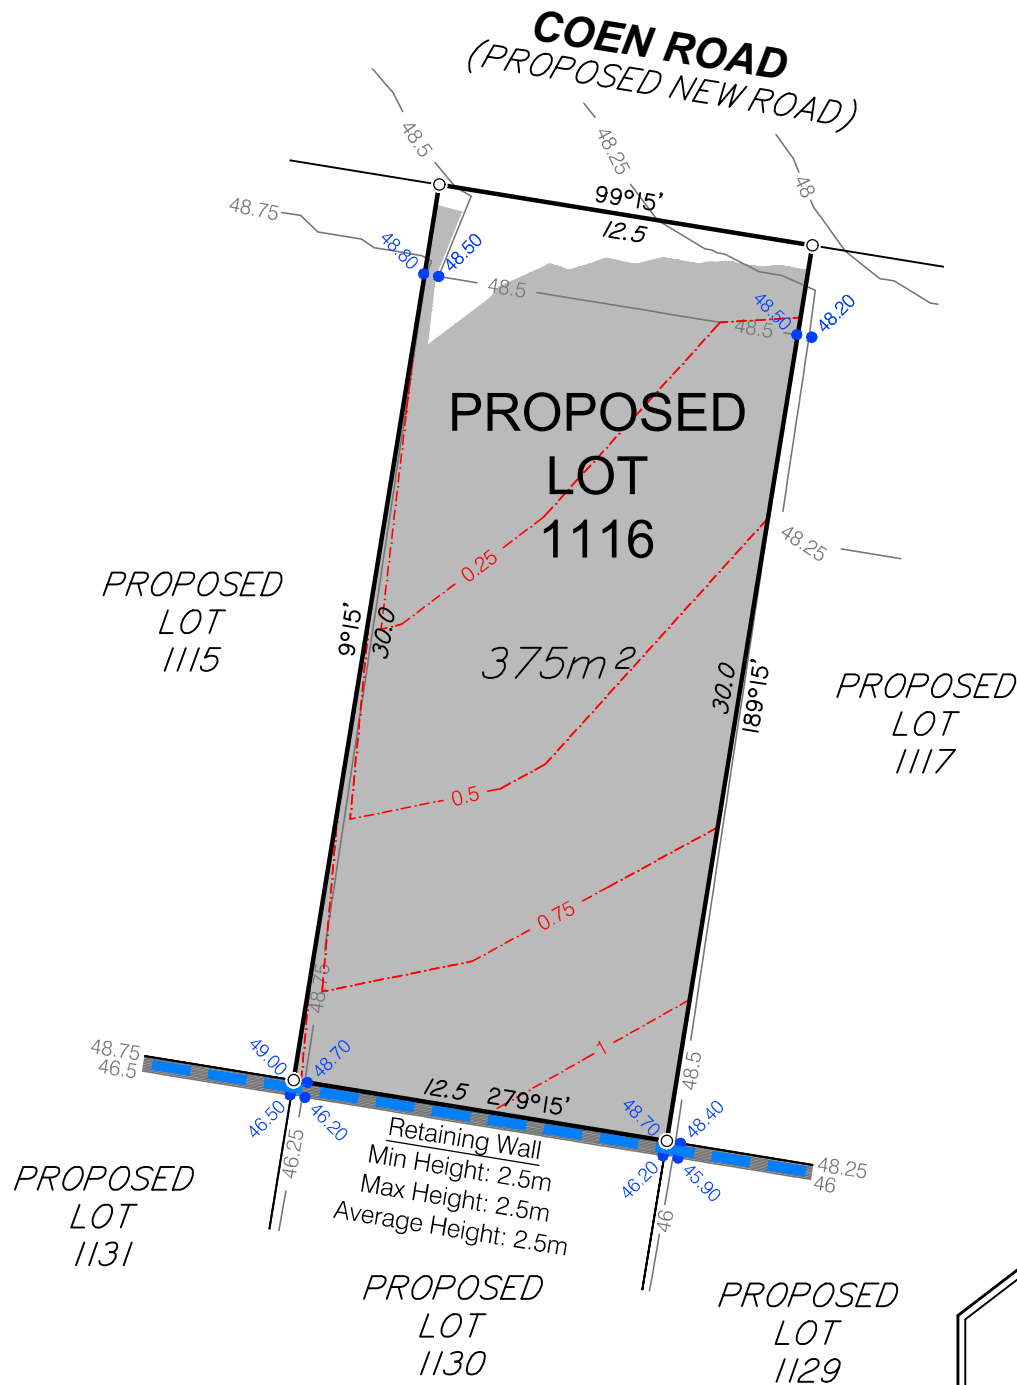 COEN ROAD
(PROPOSED NEW ROAD)
48.5
48.25
48
99°15'
12.5
48.75
48.80
48.50
48.5
48.50
48.20
48.5
PROPOSED
LOT
1116
48.25
0.25
PROPOSED
LOT
1115
9°15'
30.0
375m²
30.0
189°15'
PROPOSED
LOT
1117
0.5
0.75
48.75
1
48.75
46.5
49.00
48.70
12.5 279°15'
48.5
48.70
48.40
46.50
46.20
46.25
Retaining Wall
Min Height: 2.5m
Max Height: 2.5m
Average Height: 2.5m
46.20
45.90
46
48.25
46
PROPOSED
LOT
1131
PROPOSED
LOT
1130
PROPOSED
LOT
1129